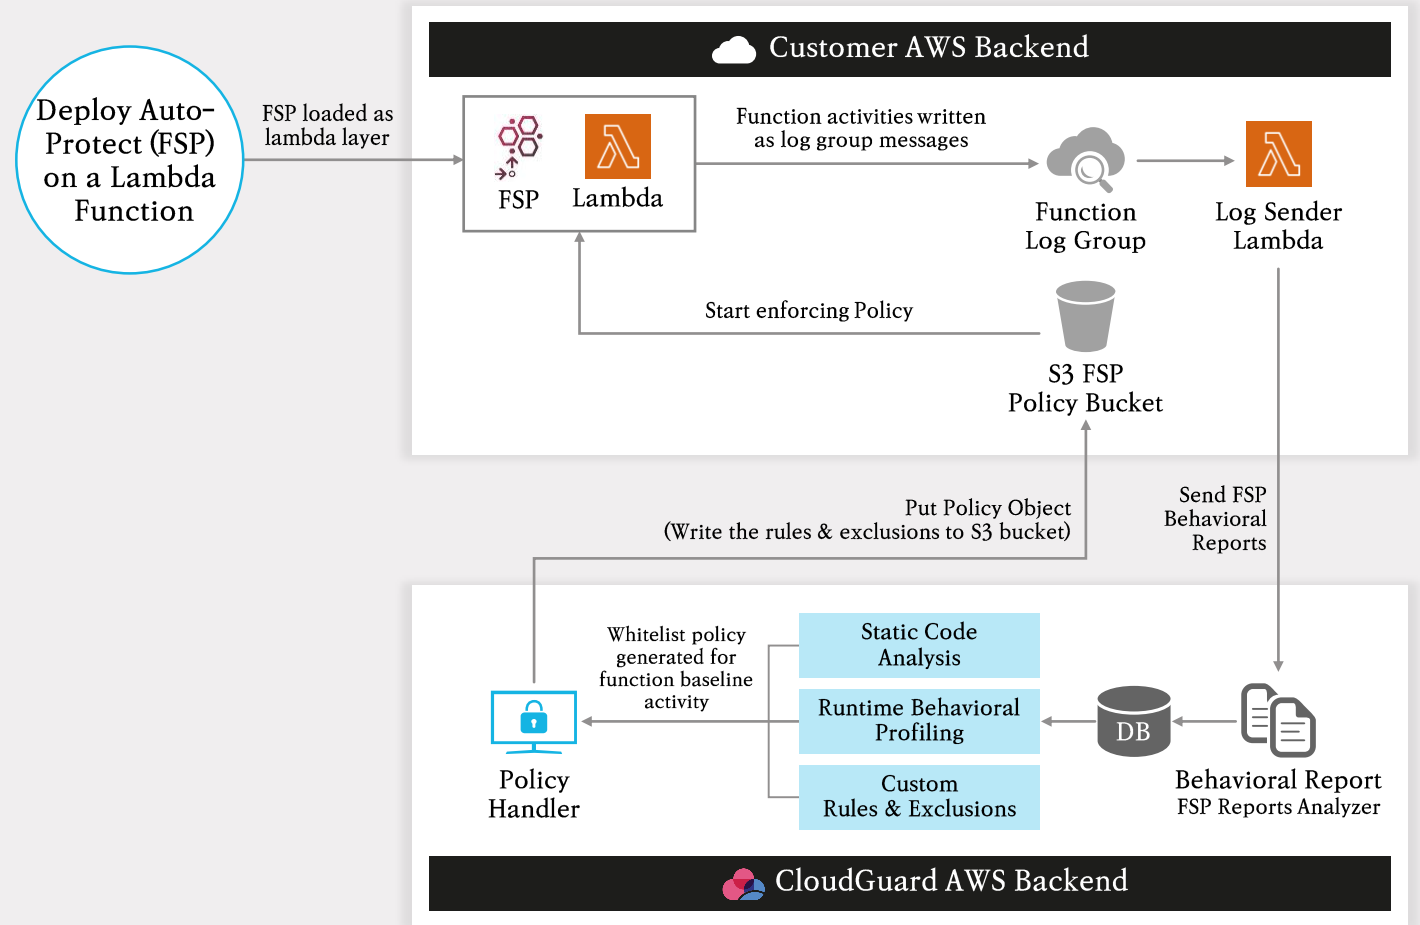 Customer AWS Backend
Deploy Auto-
Protect (FSP)
on a Lambda
Function
FSP loaded as
lambda layer
FSP
Lambda
Function activities written
as log group messages
Function
Log Group
Log Sender
Lambda
Start enforcing Policy
S3 FSP
Policy Bucket
Put Policy Object
(Write the rules & exclusions to S3 bucket)
Send FSP
Behavioral
Reports
Whitelist policy
generated for
function baseline
activity
Static Code
Analysis
Runtime Behavioral
Profiling
Custom
Rules & Exclusions
DB
Policy
Handler
Behavioral Report
FSP Reports Analyzer
CloudGuard AWS Backend